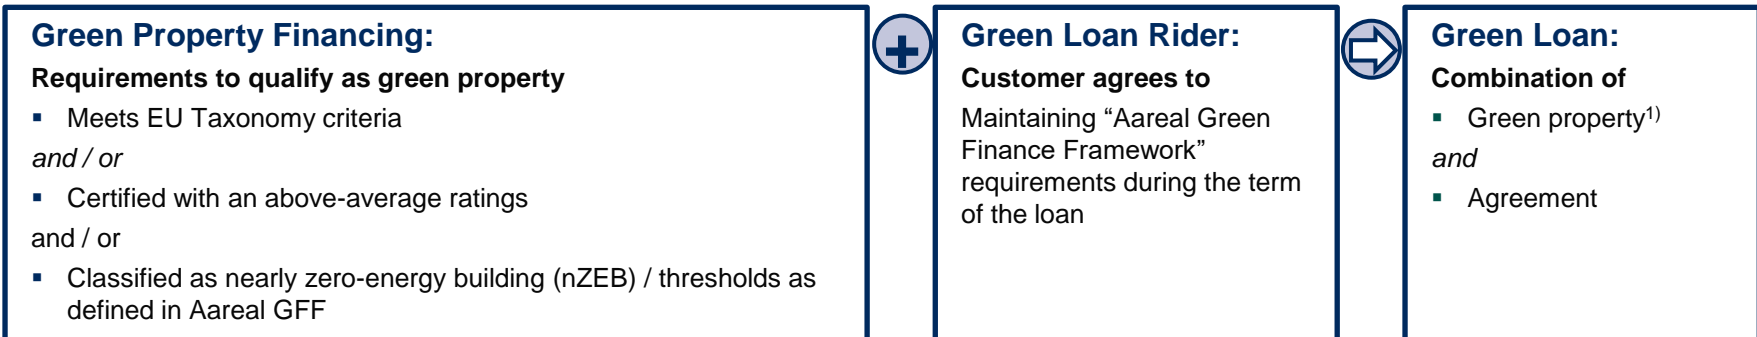 Green Property Financing:
Requirements to qualify as green property
▪ Meets EU Taxonomy criteria
and / or
▪ Certified with an above-average ratings
and / or
▪ Classified as nearly zero-energy building (nZEB) / thresholds as
defined in Aareal GFF
+
Green Loan Rider:
Customer agrees to
Maintaining “Aareal Green
Finance Framework”
requirements during the term
of the loan
Green Loan:
Combination of
▪ Green property1)
and
▪ Agreement